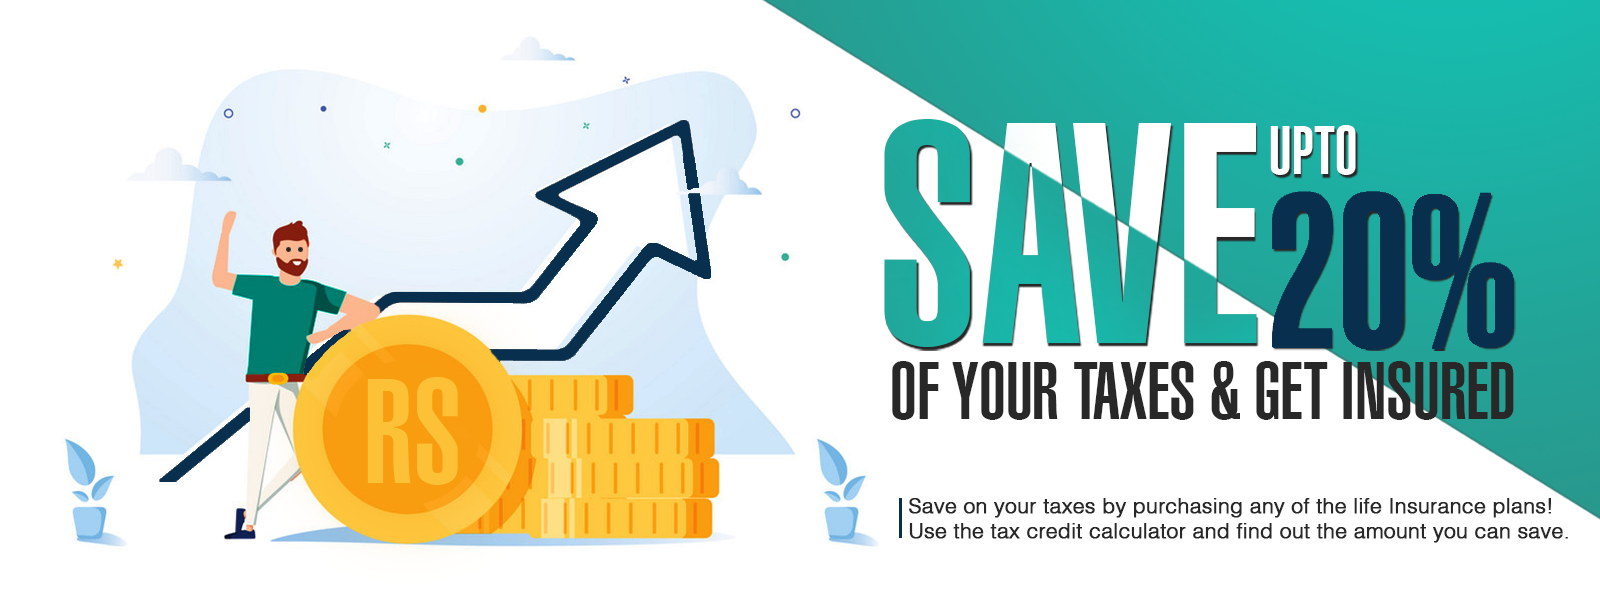 RS
SAVE UPTO
20%
OF YOUR TAXES & GET INSURED
Save on your taxes by purchasing any of the life Insurance plans!
Use the tax credit calculator and find out the amount you can save.